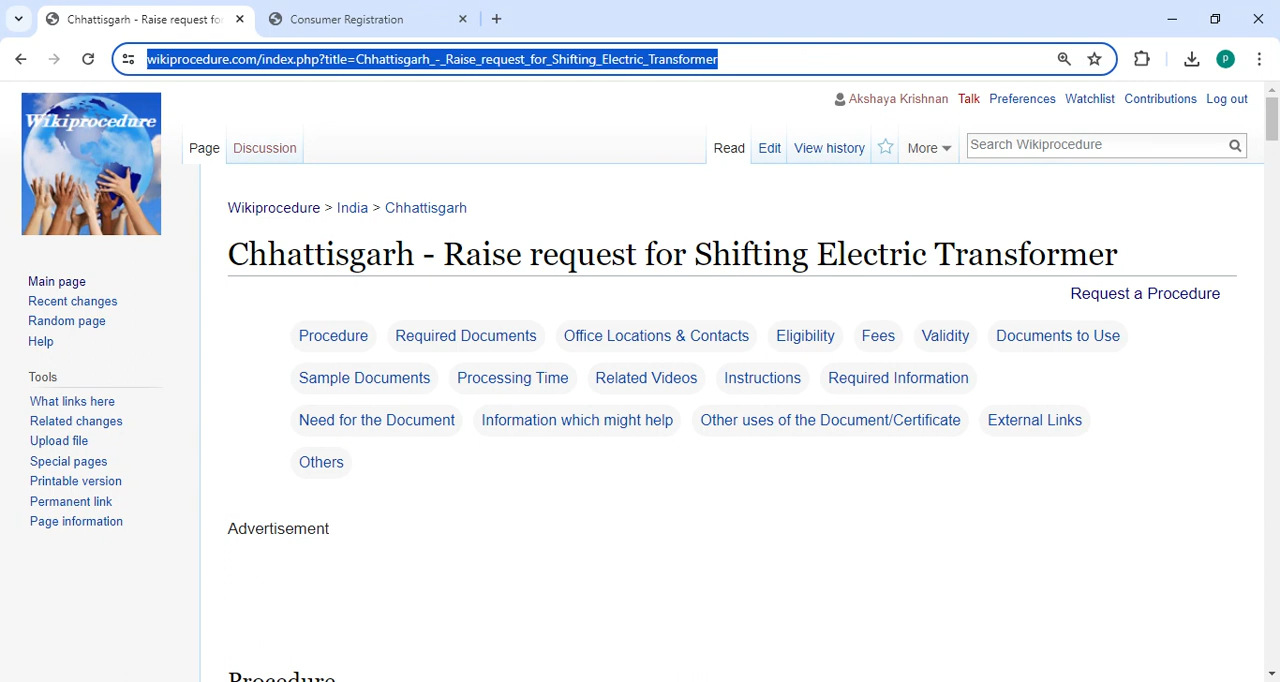 Chhattisgarh - Raise request fo
Consumer Registration
wikiprocedure.com/index.php?title=Chhattisgarh_-_Raise_request_for_Shifting_Electric_Transformer
P
Wikiprocedure
Akshaya Krishnan Talk Preferences Watchlist Contributions Log out
Page Discussion Read Edit View history More Search Wikiprocedure
Wikiprocedure > India > Chhattisgarh
Chhattisgarh - Raise request for Shifting Electric Transformer
Request a Procedure
Main page
Recent changes
Random page
Help
Tools
What links here
Related changes
Upload file
Special pages
Printable version
Permanent link
Page information
Procedure Required Documents Office Locations & Contacts Eligibility Fees Validity Documents to Use
Sample Documents Processing Time Related Videos Instructions Required Information
Need for the Document Information which might help Other uses of the Document/Certificate External Links
Others
Advertisement
Procedure